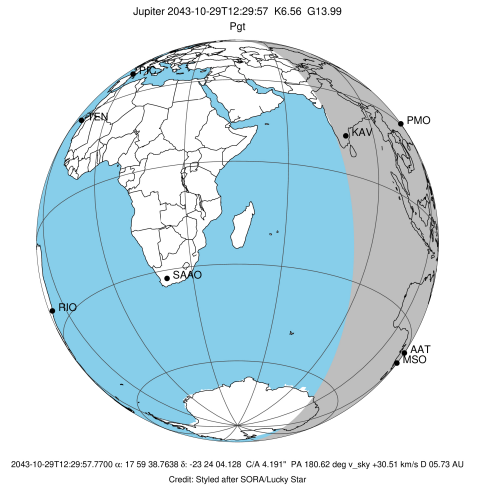 Jupiter 2043-10-29T12:29:57 K6.56 G13.99
Pgt
PIC
TEN
PMO
KAV
SAAO
RIO
AAT
MSO
2043-10-29T12:29:57.7700 α: 17 59 38.7638 δ: -23 24 04.128 C/A 4.191" PA 180.62 deg v_sky +30.51 km/s D 05.73 AU
Credit: Styled after SORA/Lucky Star